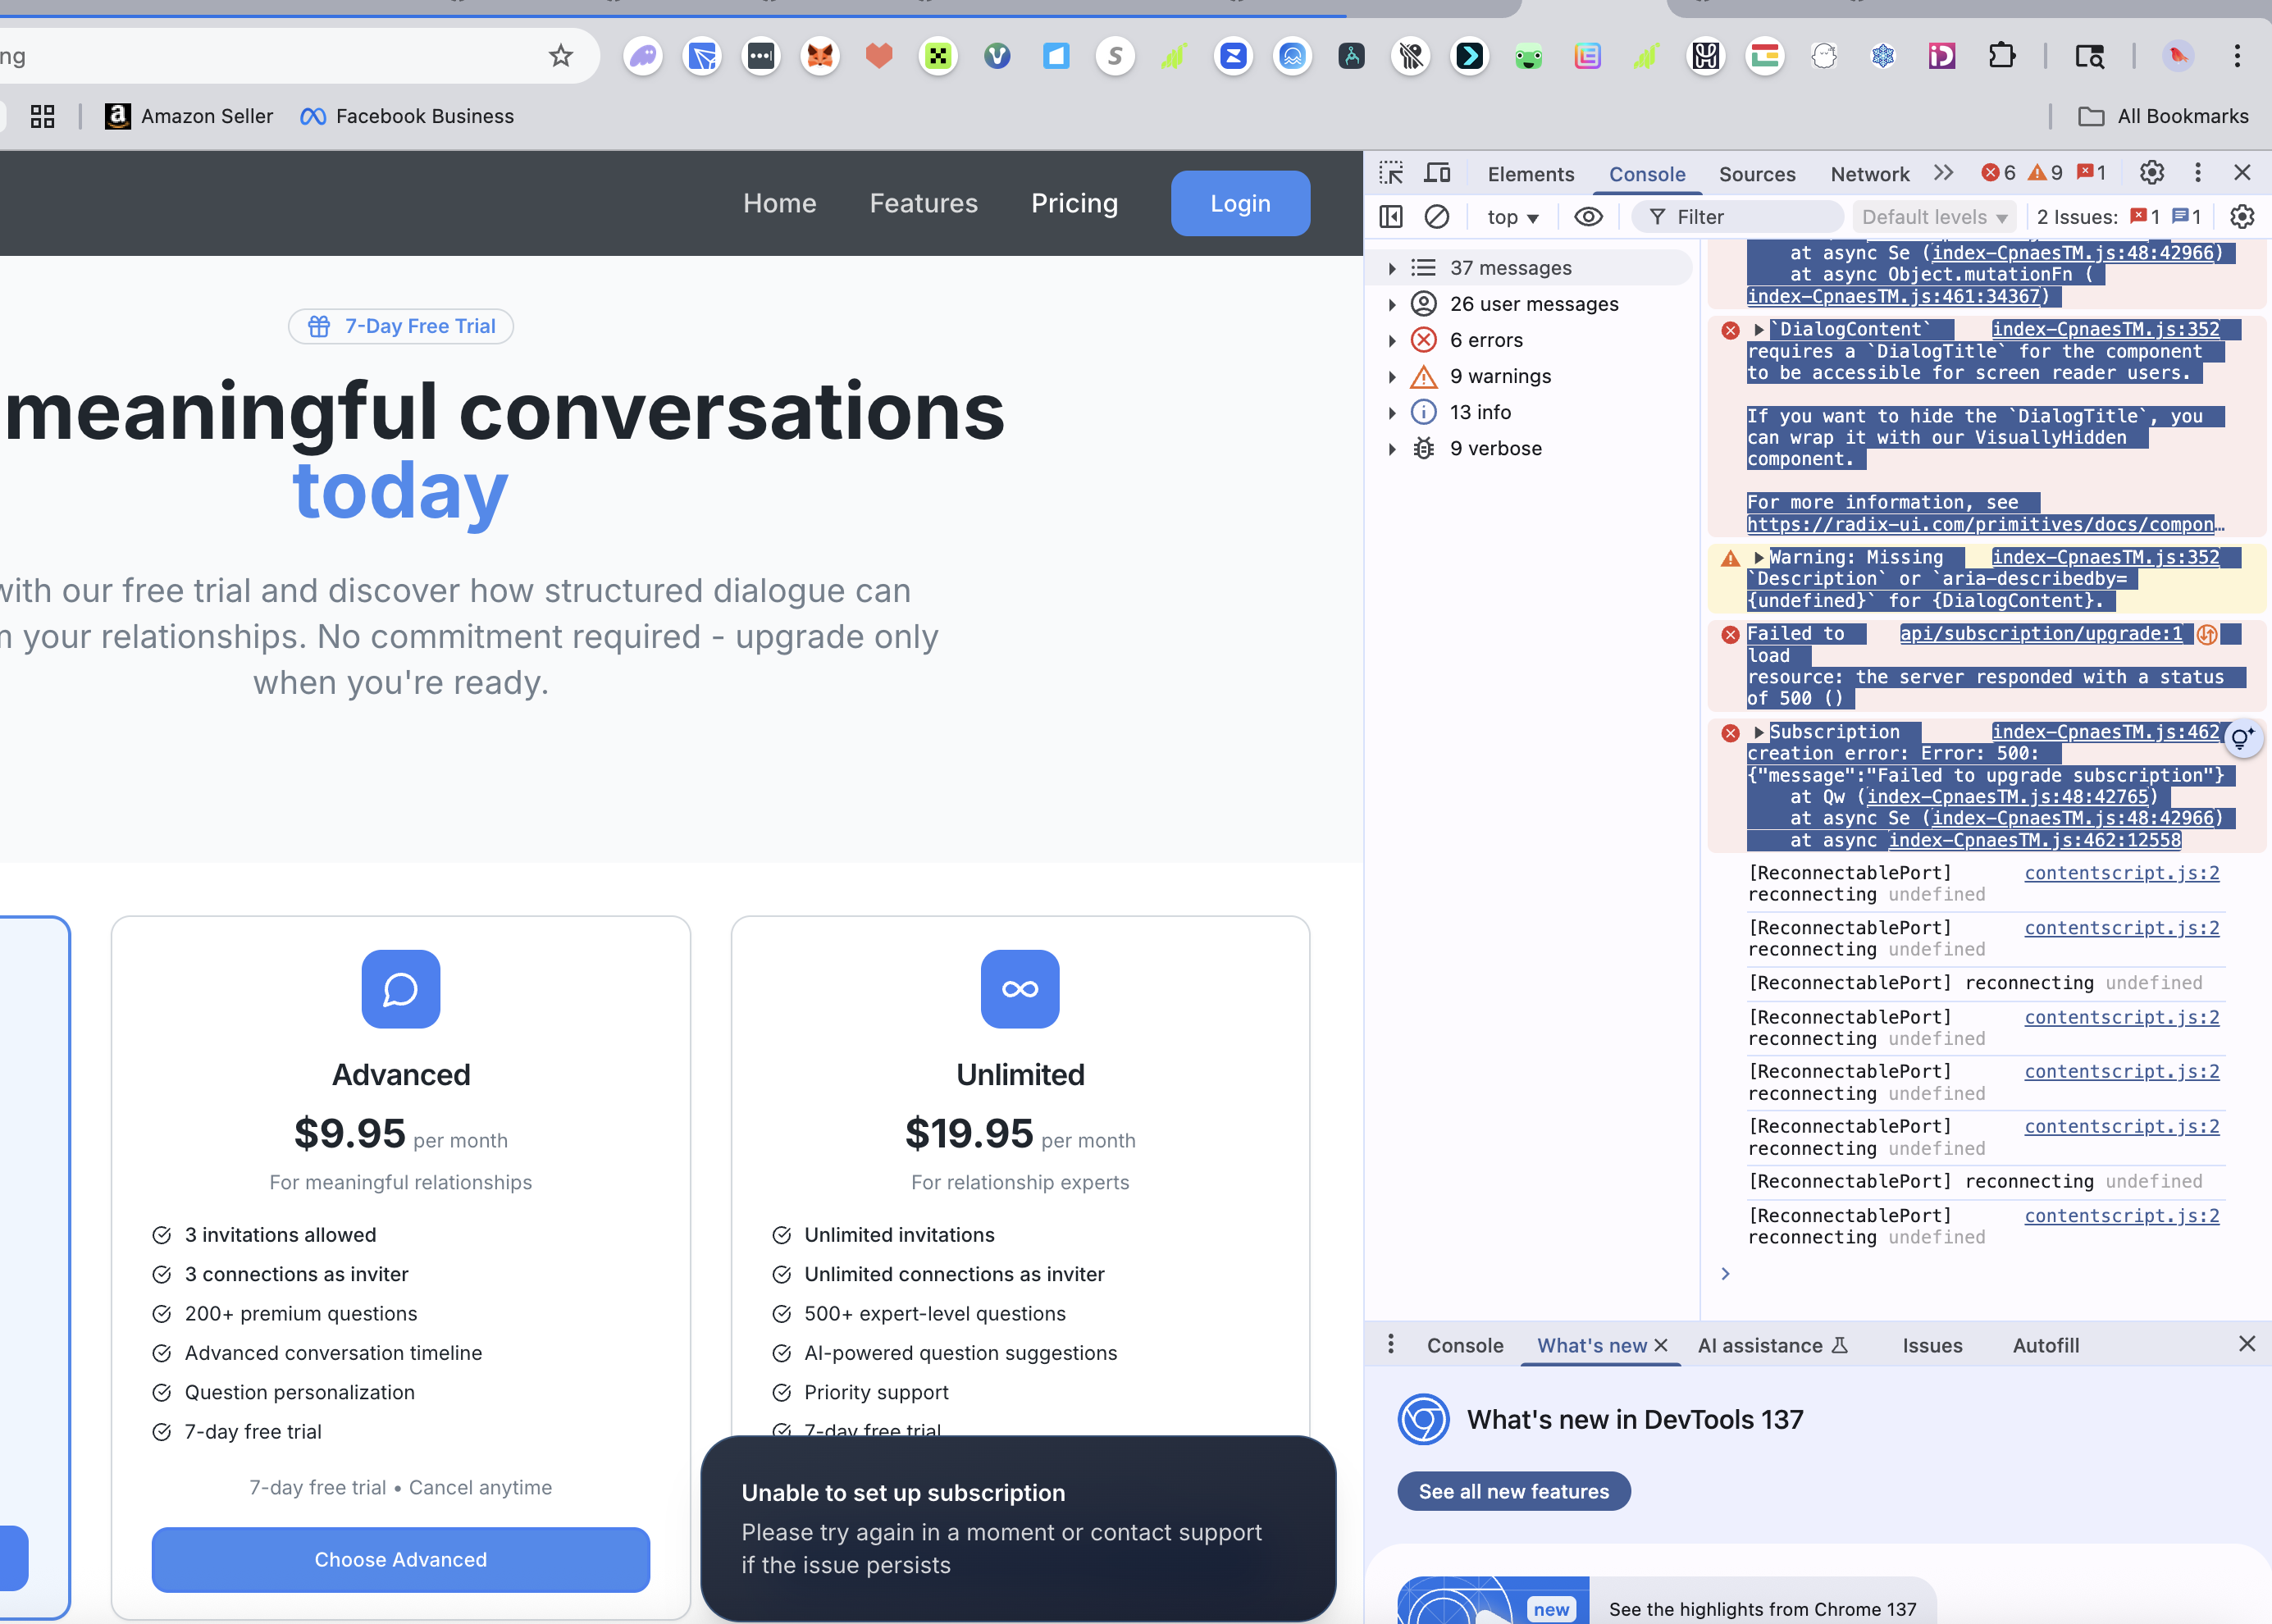 ng
Amazon Seller
Facebook Business
All Bookmarks
Home
Features
Pricing
Login
7-Day Free Trial
meaningful conversations
today
with our free trial and discover how structured dialogue can
your relationships. No commitment required - upgrade only
when you're ready.
Advanced
$9.95 per month
For meaningful relationships
3 invitations allowed
3 connections as inviter
200+ premium questions
Advanced conversation timeline
Question personalization
7-day free trial
7-day free trial • Cancel anytime
Choose Advanced
Unlimited
$19.95 per month
For relationship experts
Unlimited invitations
Unlimited connections as inviter
500+ expert-level questions
AI-powered question suggestions
Priority support
7-day free trial
Unable to set up subscription
Please try again in a moment or contact support
if the issue persists
Elements
Console
Sources
Network
6
9
1
top
Filter
Default levels
2 Issues:
1
1
37 messages
26 user messages
6 errors
9 warnings
13 info
9 verbose
at async Se (index-CpnaesTM.js:48:42966)
at async Object.mutationFn (
index-CpnaesTM.js:461:34367)
`DialogContent` index-CpnaesTM.js:352
requires a `DialogTitle` for the component
to be accessible for screen reader users.
If you want to hide the `DialogTitle`, you
can wrap it with our VisuallyHidden
component.
For more information, see
https://radix-ui.com/primitives/docs/compon…
Warning: Missing index-CpnaesTM.js:352
`Description` or `aria-describedby=
{undefined}` for {DialogContent}.
Failed to api/subscription/upgrade:1
load
resource: the server responded with a status
of 500 ()
Subscription index-CpnaesTM.js:462
creation error: Error: 500:
{"message":"Failed to upgrade subscription"}
at Qw (index-CpnaesTM.js:48:42765)
at async Se (index-CpnaesTM.js:48:42966)
at async index-CpnaesTM.js:462:12558
[ReconnectablePort] contentscript.js:2
reconnecting undefined
[ReconnectablePort] contentscript.js:2
reconnecting undefined
[ReconnectablePort] reconnecting undefined
[ReconnectablePort] contentscript.js:2
reconnecting undefined
[ReconnectablePort] contentscript.js:2
reconnecting undefined
[ReconnectablePort] contentscript.js:2
reconnecting undefined
[ReconnectablePort] reconnecting undefined
[ReconnectablePort] contentscript.js:2
reconnecting undefined
Console
What's new
AI assistance
Issues
Autofill
What's new in DevTools 137
See all new features
new
See the highlights from Chrome 137